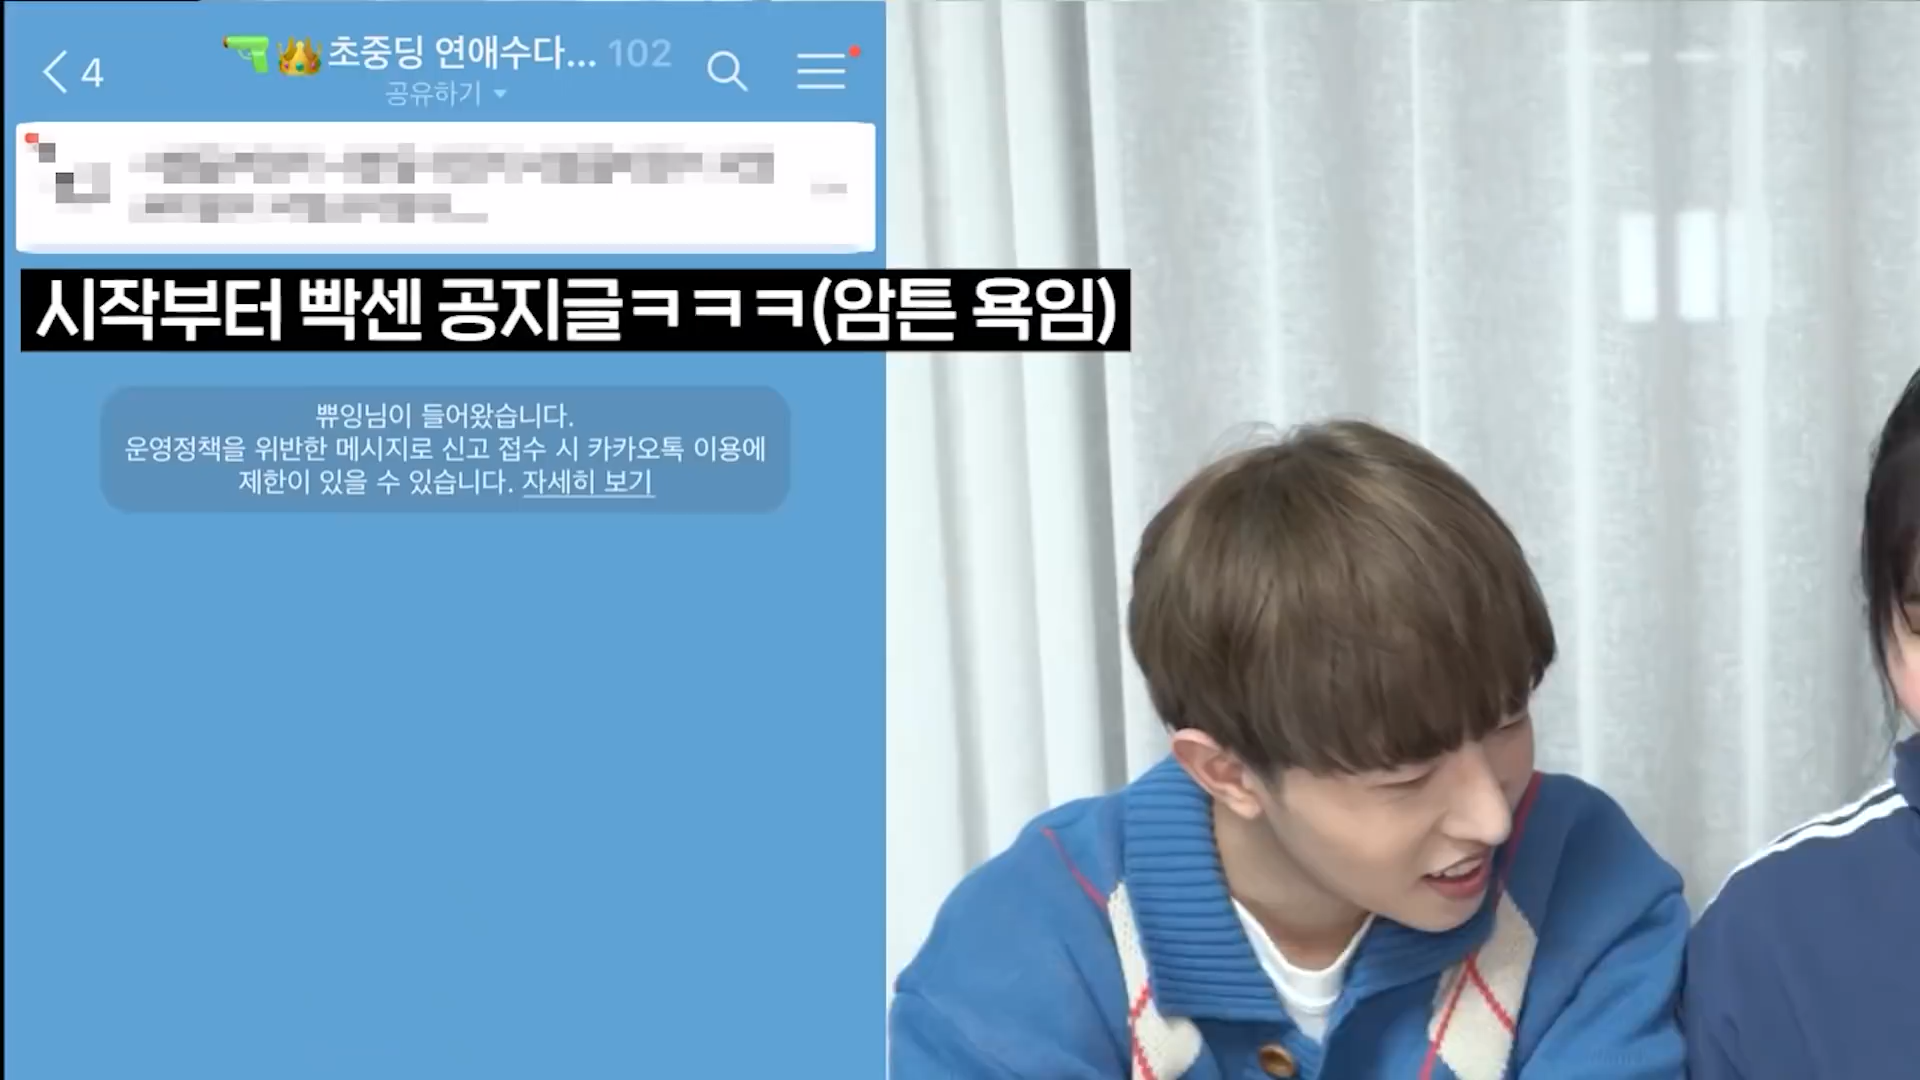 4
초중딩 연애수다... 102
공유하기
시작부터 빡센 공지글ㅋㅋㅋ(암튼 욕임)
쀼잉님이 들어왔습니다.
운영정책을 위반한 메시지로 신고 접수 시 카카오톡 이용에
제한이 있을 수 있습니다. 자세히 보기